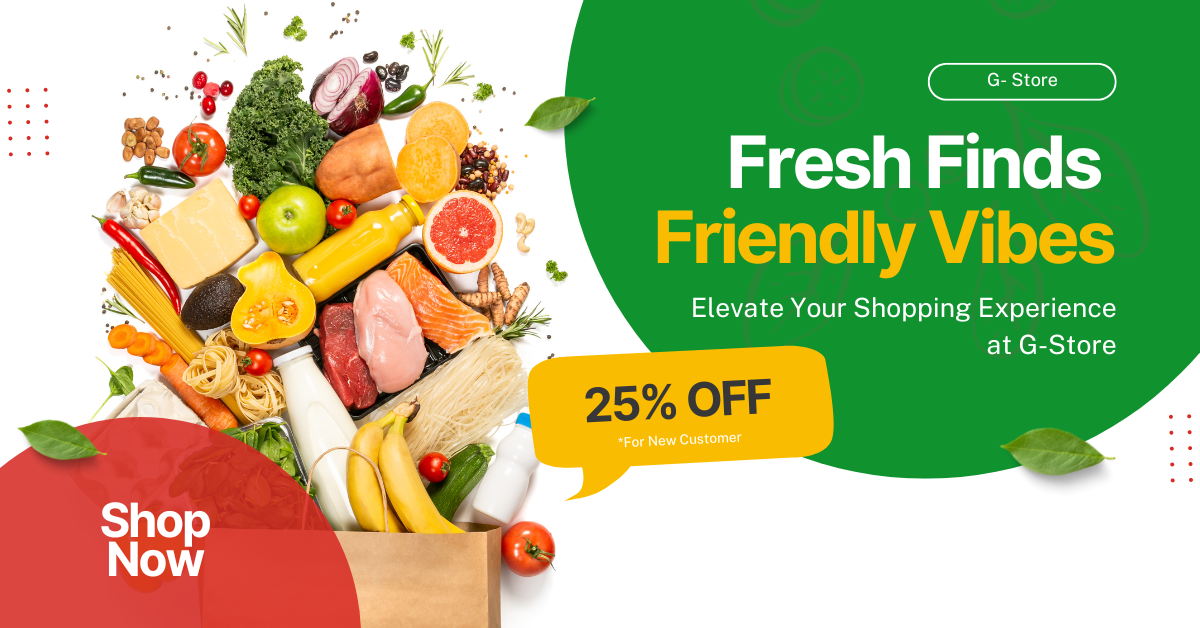 G- Store
Fresh Finds
Friendly Vibes
Elevate Your Shopping Experience
at G-Store
25% OFF
*For New Customer
Shop
Now